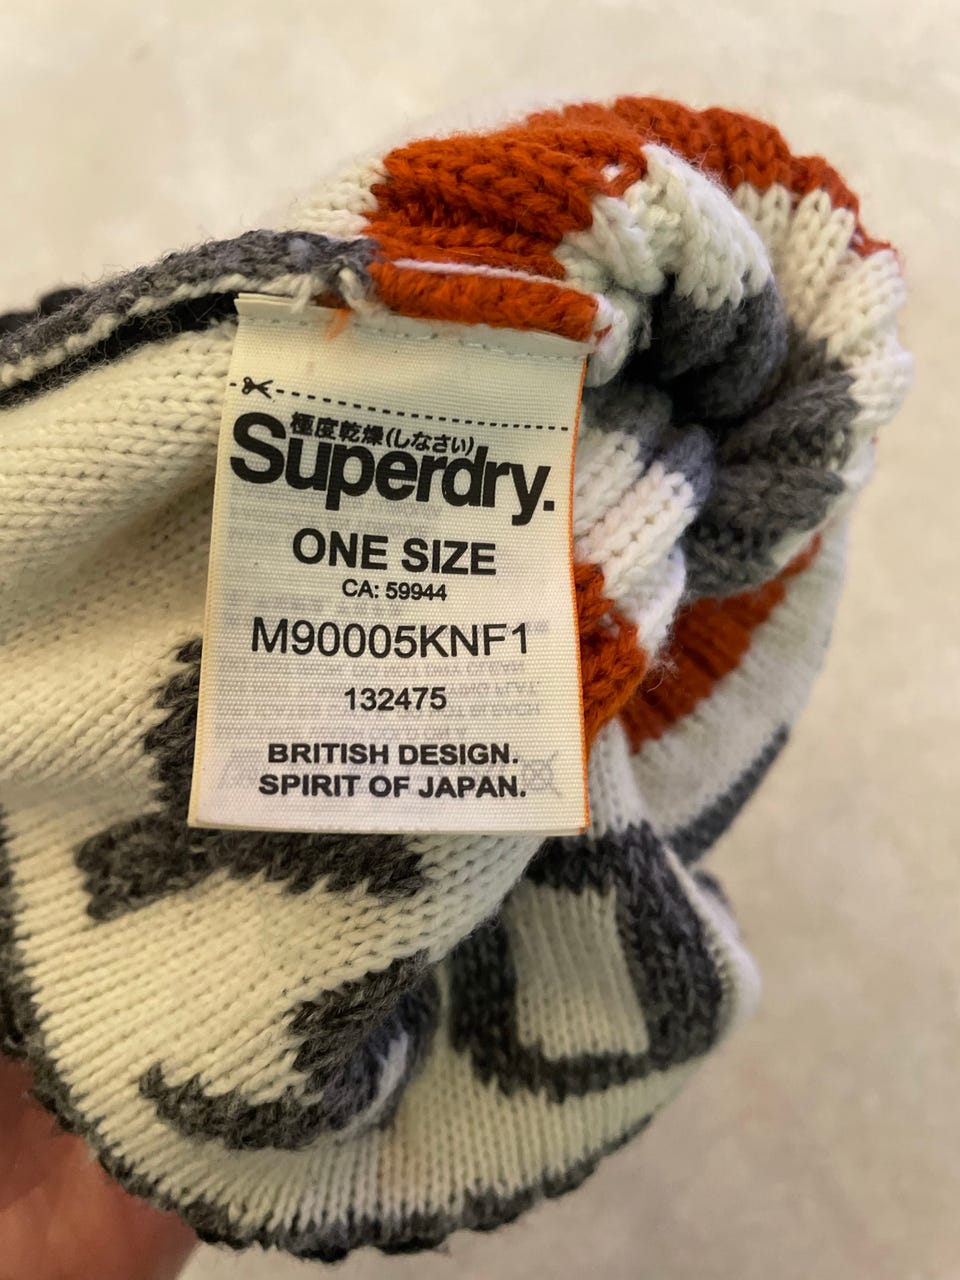 極度乾燥(しなさい)
Superdry.
ONE SIZE
CA: 59944
M90005KNF1
132475
BRITISH DESIGN.
SPIRIT OF JAPAN.